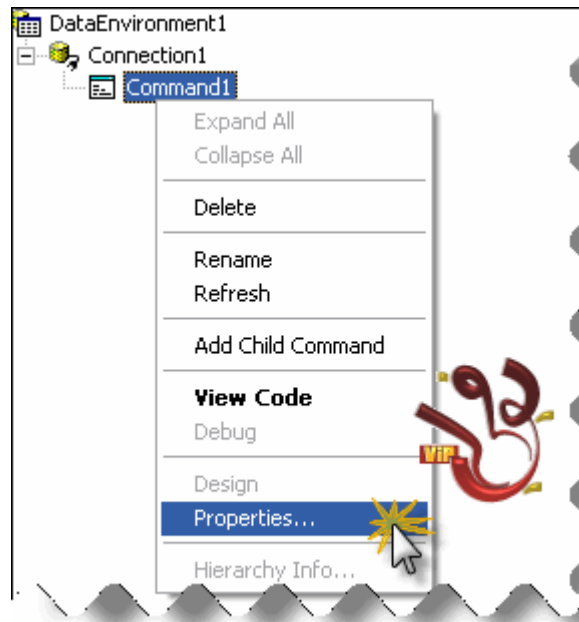 DataEnvironment1
Connection1
Command1
Expand All
Collapse All
Delete
Rename
Refresh
Add Child Command
View Code
Debug
Design
Properties...
Hierarchy Info...
ViP